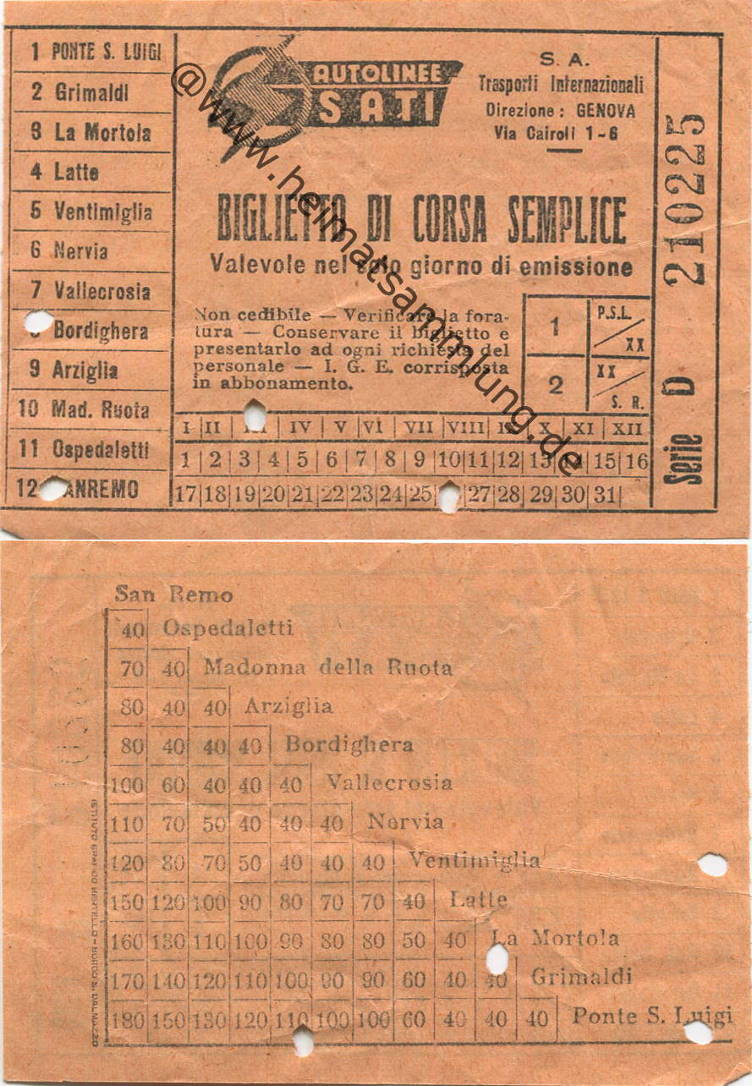 1 PONTE S. LUIGI
2 Grimaldi
3 La Mortola
4 Latte
5 Ventimiglia
6 Nervia
7 Vallecrosia
Bordighera
9 Arziglia
10 Mad. Ruota
11 Ospedaletti
12 SANREMO
AUTOLINEE
SATI
S. A.
Trasporti Internazionali
Direzione: GENOVA
Via Cairoli 1-6
BIGLIETTO DI CORSA SEMPLICE
Valevole nel solo giorno di emissione
Non cedibile — Verificare la fora-
tura — Conservare il biglietto e
presentarlo ad ogni richiesta del
personale — I. G. E. corrisposta
in abbonamento.
1 P.S.L. / XX
2 XX / S. R.
I II III IV V VI VII VIII IX X XI XII
1 2 3 4 5 6 7 8 9 10 11 12 13 14 15 16
17 18 19 20 21 22 23 24 25 27 28 29 30 31
Serie D 210225
@www.heimatsammlung.de
San Remo
40 Ospedaletti
70 40 Madonna della Ruota
80 40 40 Arziglia
80 40 40 40 Bordighera
100 60 40 40 40 Vallecrosia
110 70 50 40 40 40 Nervia
120 80 70 50 40 40 40 Ventimiglia
150 120 100 90 80 70 70 40 Latte
160 130 110 100 90 80 80 50 40 La Mortola
170 140 120 110 100 90 90 60 40 40 Grimaldi
180 150 130 120 110 100 100 60 40 40 40 Ponte S. Luigi